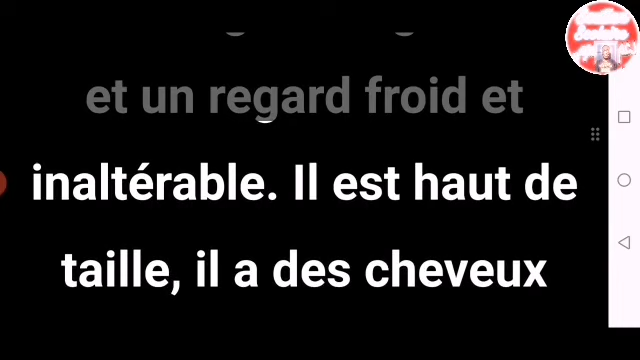 et un regard froid et
inaltérable. Il est haut de
taille, il a des cheveux